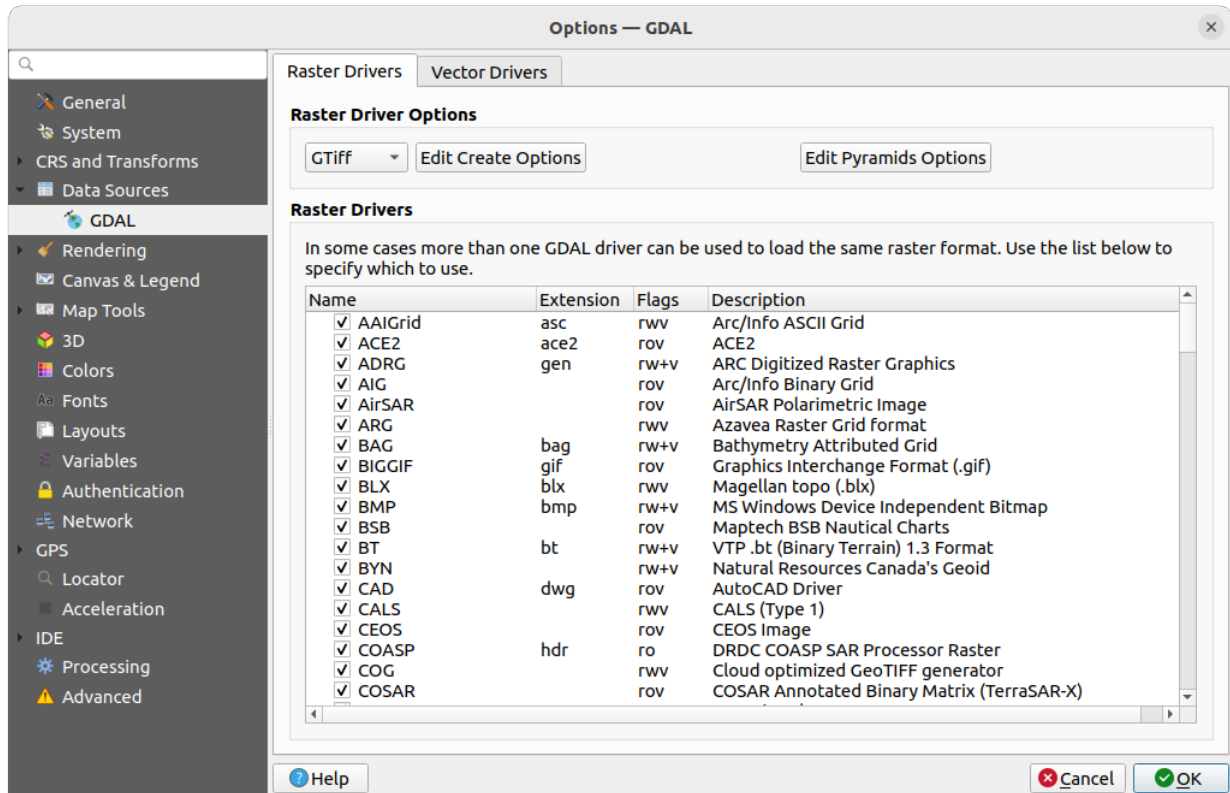 Options — GDAL
General
System
CRS and Transforms
Data Sources
GDAL
Rendering
Canvas & Legend
Map Tools
3D
Colors
Aa Fonts
Layouts
ε Variables
Authentication
Network
GPS
Locator
Acceleration
IDE
Processing
Advanced
Raster Drivers Vector Drivers
Raster Driver Options
GTiff Edit Create Options Edit Pyramids Options
Raster Drivers
In some cases more than one GDAL driver can be used to load the same raster format. Use the list below to
specify which to use.
Name Extension Flags Description
AAIGrid asc rwv Arc/Info ASCII Grid
ACE2 ace2 rov ACE2
ADRG gen rw+v ARC Digitized Raster Graphics
AIG rov Arc/Info Binary Grid
AirSAR rov AirSAR Polarimetric Image
ARG rwv Azavea Raster Grid format
BAG bag rw+v Bathymetry Attributed Grid
BIGGIF gif rov Graphics Interchange Format (.gif)
BLX blx rwv Magellan topo (.blx)
BMP bmp rw+v MS Windows Device Independent Bitmap
BSB rov Maptech BSB Nautical Charts
BT bt rw+v VTP .bt (Binary Terrain) 1.3 Format
BYN rw+v Natural Resources Canada's Geoid
CAD dwg rov AutoCAD Driver
CALS rwv CALS (Type 1)
CEOS rov CEOS Image
COASP hdr ro DRDC COASP SAR Processor Raster
COG rwv Cloud optimized GeoTIFF generator
COSAR rov COSAR Annotated Binary Matrix (TerraSAR-X)
Help Cancel OK